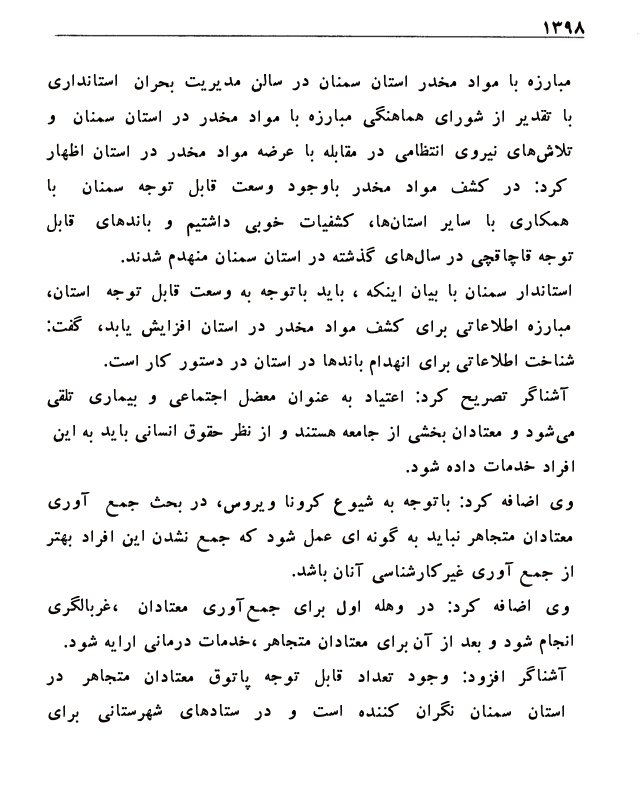 ۱۳۹۸
مبارزه با مواد مخدر استان سمنان در سالن مدیریت بحران استانداری
با تقدیر از شورای هماهنگی مبارزه با مواد مخدر در استان سمنان و
تلاش‌های نیروی انتظامی در مقابله با عرضه مواد مخدر در استان اظهار
کرد: در کشف مواد مخدر باوجود وسعت قابل توجه سمنان با
همکاری با سایر استان‌ها، کشفیات خوبی داشتیم و باندهای قابل
توجه قاچاقچی در سال‌های گذشته در استان سمنان منهدم شدند.
استاندار سمنان با بیان اینکه ، باید باتوجه به وسعت قابل توجه استان،
مبارزه اطلاعاتی برای کشف مواد مخدر در استان افزایش یابد، گفت:
شناخت اطلاعاتی برای انهدام باندها در استان در دستور کار است.
آشناگر تصریح کرد: اعتیاد به عنوان معضل اجتماعی و بیماری تلقی
می‌شود و معتادان بخشی از جامعه هستند و از نظر حقوق انسانی باید به این
افراد خدمات داده شود.
وی اضافه کرد: باتوجه به شیوع کرونا ویروس، در بحث جمع آوری
معتادان متجاهر نباید به گونه ای عمل شود که جمع نشدن این افراد بهتر
از جمع آوری غیرکارشناسی آنان باشد.
وی اضافه کرد: در وهله اول برای جمع‌آوری معتادان ،غربالگری
انجام شود و بعد از آن برای معتادان متجاهر ،خدمات درمانی ارایه شود.
آشناگر افزود: وجود تعداد قابل توجه پاتوق معتادان متجاهر در
استان سمنان نگران کننده است و در ستادهای شهرستانی برای